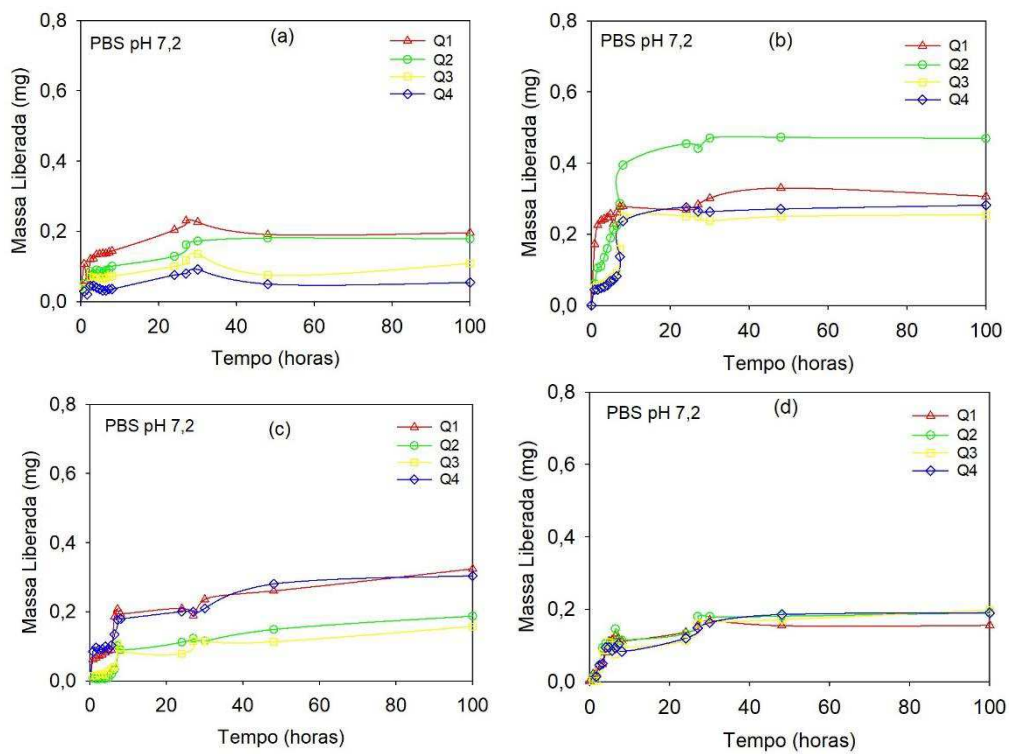 PBS pH 7,2
(a)
Q1
Q2
Q3
Q4
0,8
0,6
0,4
0,2
0,0
Massa Liberada (mg)
0 20 40 60 80 100
Tempo (horas)
PBS pH 7,2
(b)
Q1
Q2
Q3
Q4
0,8
0,6
0,4
0,2
0,0
Massa Liberada (mg)
0 20 40 60 80 100
Tempo (horas)
PBS pH 7,2
(c)
Q1
Q2
Q3
Q4
0,8
0,6
0,4
0,2
0,0
Massa Liberada (mg)
0 20 40 60 80 100
Tempo (horas)
PBS pH 7,2
(d)
Q1
Q2
Q3
Q4
0,8
0,6
0,4
0,2
0,0
Massa Liberada (mg)
0 20 40 60 80 100
Tempo (horas)